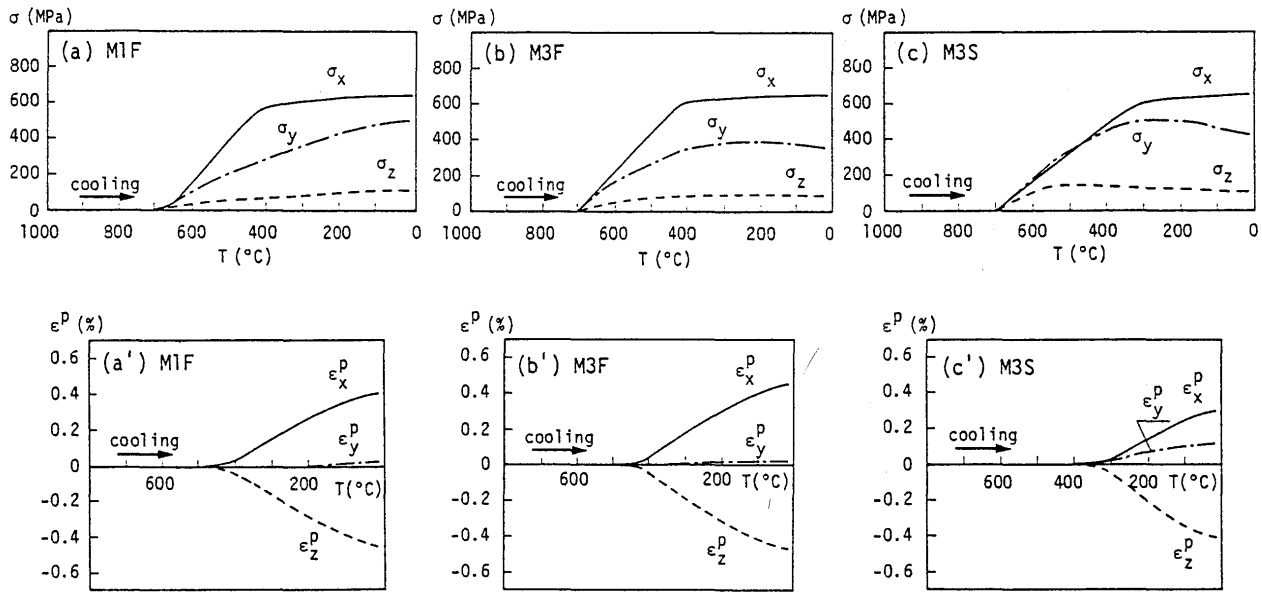 σ (MPa)
(a) M1F
800
600
400
200
0
σx
σy
σz
cooling
1000 800 600 400 200 0
T (°C)
σ (MPa)
(b) M3F
800
600
400
200
0
σx
σy
σz
cooling
1000 800 600 400 200 0
T (°C)
σ (MPa)
(c) M3S
800
600
400
200
0
σx
σy
σz
cooling
1000 800 600 400 200 0
T (°C)
εP (%)
(a') M1F
0.6
0.4
0.2
0
-0.2
-0.4
-0.6
εxP
εyP
εzP
cooling
600 200 T(°C)
εP (%)
(b') M3F
0.6
0.4
0.2
0
-0.2
-0.4
-0.6
εxP
εyP
εzP
cooling
600 200 T(°C)
εP (%)
(c') M3S
0.6
0.4
0.2
0
-0.2
-0.4
-0.6
εyP
εxP
εzP
cooling
600 400 200 T(°C)